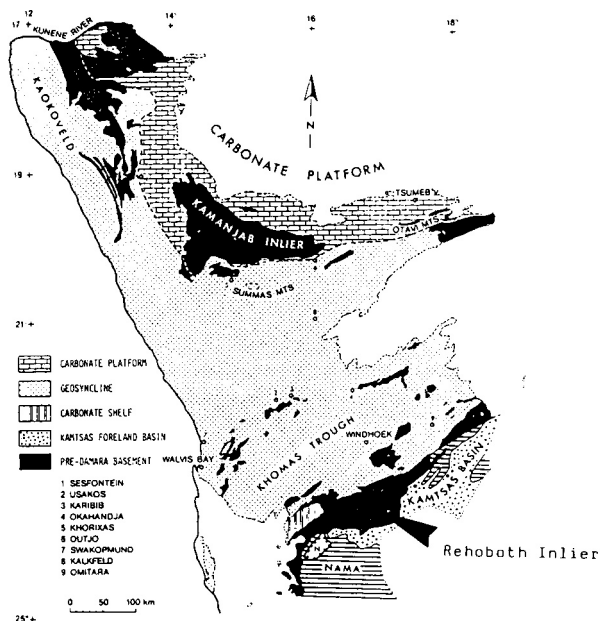 12
17 +
14°
16
18°
KUNENE RIVER
KAOKOVELD
N
CARBONATE PLATFORM
19 +
TSUMEB
OTAVI MTS
KAMANJAB INLIER
SUMMAS MTS
21 +
CARBONATE PLATFORM
GEOSYNCLINE
CARBONATE SHELF
KAMTSAS FORELAND BASIN
PRE-DAMARA BASEMENT
WALVIS BAY
KHOMAS TROUGH
WINDHOEK
KAMTSAS BASIN
1 SESFONTEIN
2 USAKOS
3 KARIBIB
4 OKAHANDJA
5 KHORIXAS
6 OUTJO
7 SWAKOPMUND
8 KALKFELD
9 OMITARA
Rehoboth Inlier
N
NAMA
0 50 100 km
25° +